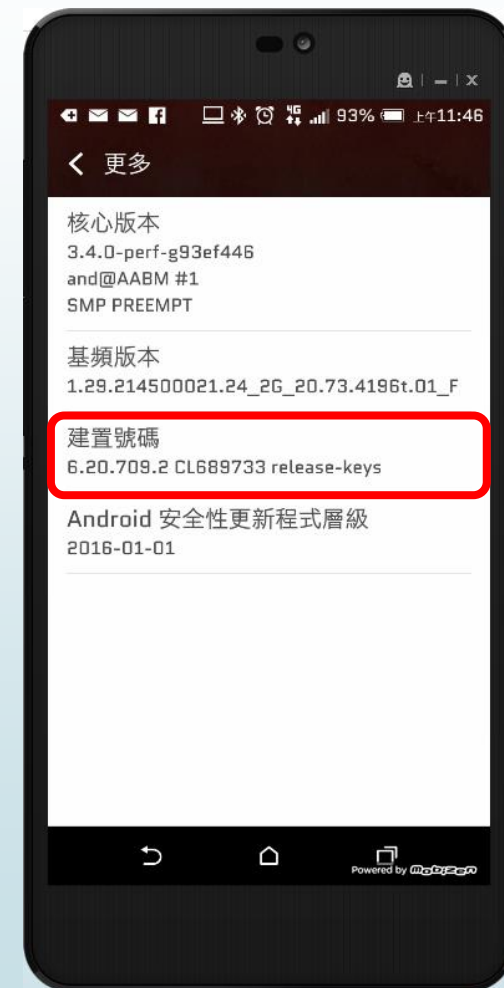 93% 上午11:46
更多
核心版本
3.4.0-perf-g93ef446
and@AABM #1
SMP PREEMPT
基頻版本
1.29.214500021.24_2G_20.73.4196t.01_F
建置號碼
6.20.709.2 CL689733 release-keys
Android 安全性更新程式層級
2016-01-01
Powered by Mobizen